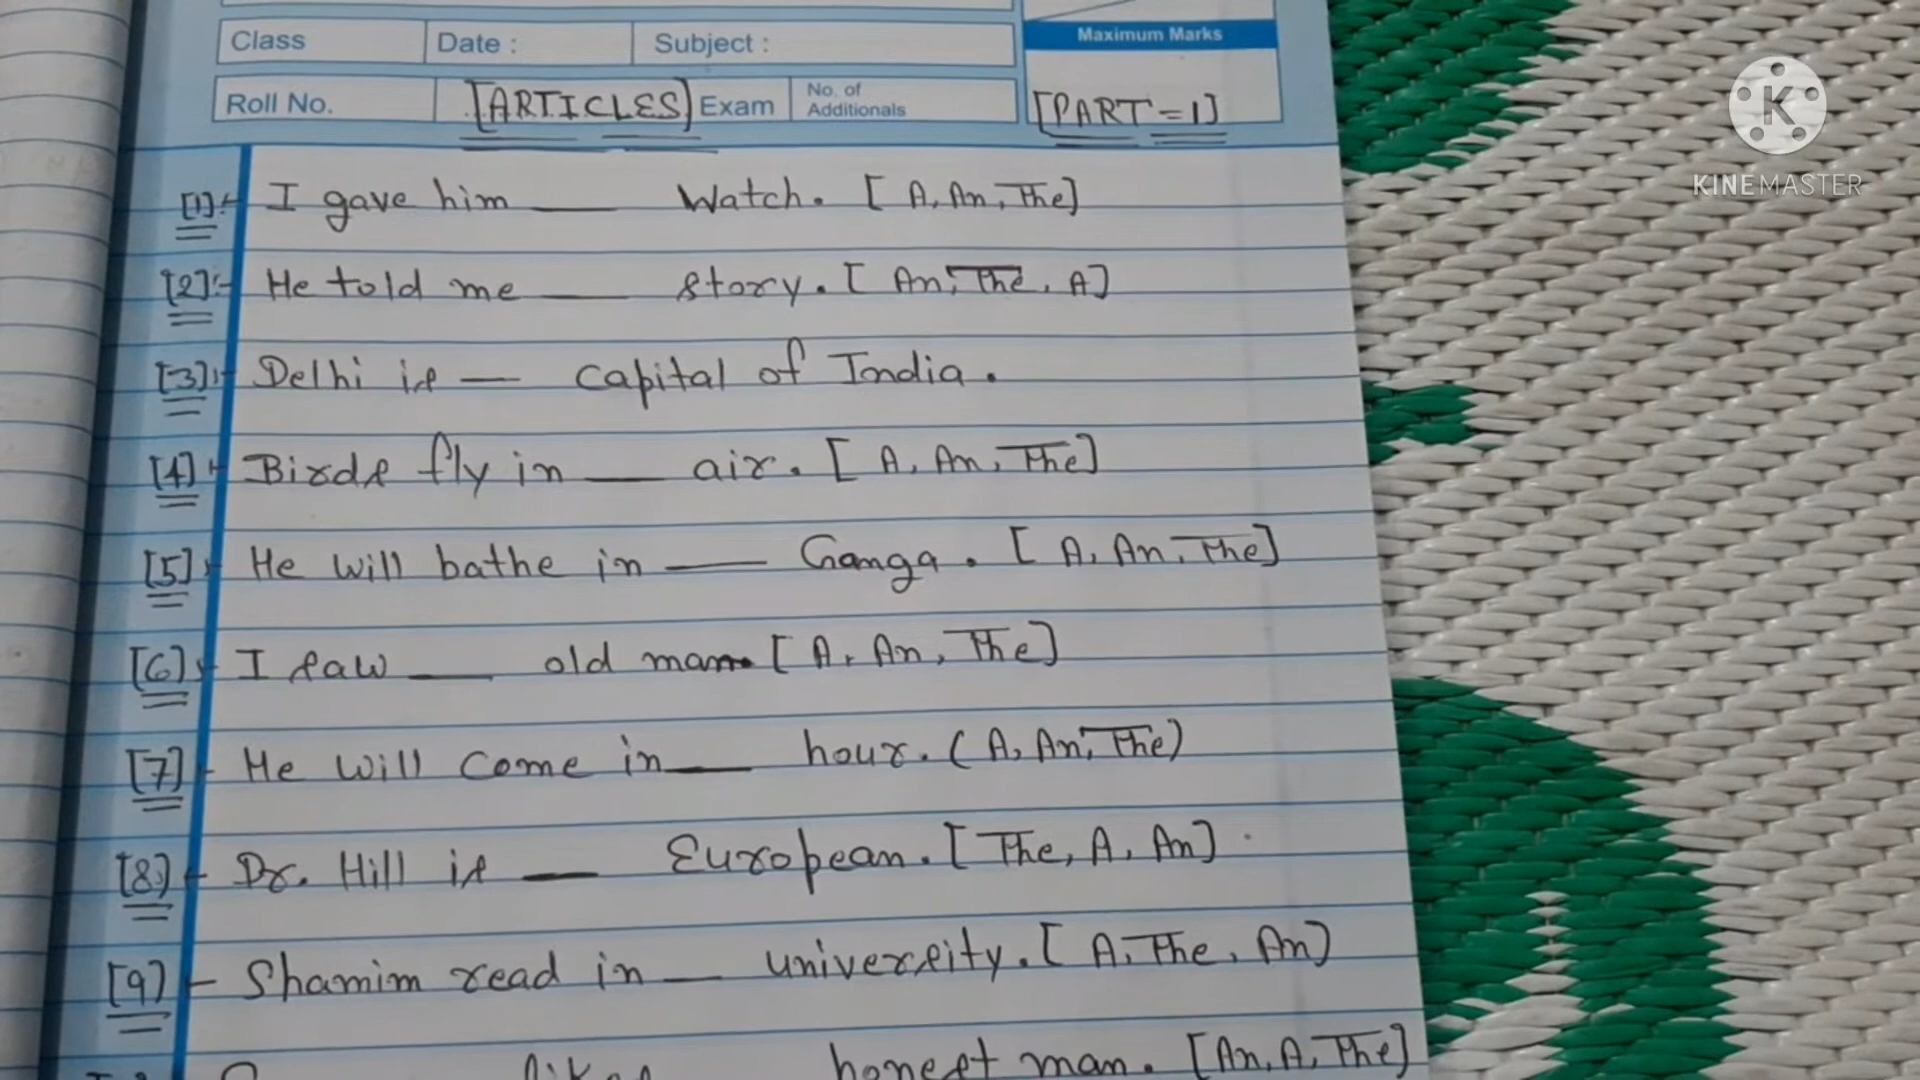 Class Date : Subject : Maximum Marks
Roll No. [ARTICLES] Exam No. of Additionals [PART=1]
K
KINEMASTER
[1]:- I gave him ___ Watch. [A, An, The]
[2]:- He told me ___ story. [An, The, A]
[3]:- Delhi is ___ capital of India.
[4]:- Birds fly in ___ air. [A, An, The]
[5]:- He will bathe in ___ Ganga. [A, An, The]
[6]:- I saw ___ old man. [A, An, The]
[7]:- He will come in ___ hour. (A, An, The)
[8]:- Dr. Hill is ___ European. [The, A, An]
[9]:- Shamim read in ___ university. [A, The, An]
honest man. [An, A, The]